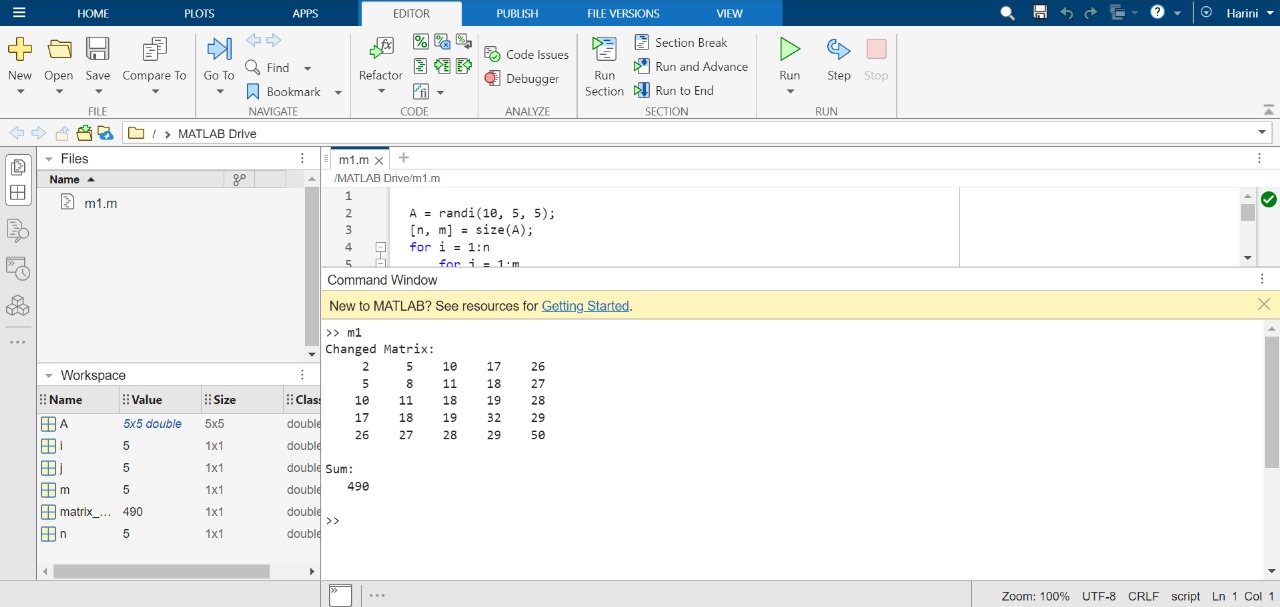 HOME PLOTS APPS EDITOR PUBLISH FILE VERSIONS VIEW Harini
New Open Save Compare To
FILE
Go To Find Bookmark
NAVIGATE
Refactor
CODE
Code Issues
Debugger
ANALYZE
Run Section
Section Break
Run and Advance
Run to End
SECTION
Run Step Stop
RUN
/ > MATLAB Drive
Files
Name
m1.m
Workspace
Name Value Size Clas
A 5x5 double 5x5 double
i 5 1x1 double
j 5 1x1 double
m 5 1x1 double
matrix_... 490 1x1 double
n 5 1x1 double
m1.m × +
/MATLAB Drive/m1.m
1
2 A = randi(10, 5, 5);
3 [n, m] = size(A);
4 for i = 1:n
5 for j = 1:m
Command Window
New to MATLAB? See resources for Getting Started.
>> m1
Changed Matrix:
2 5 10 17 26
5 8 11 18 27
10 11 18 19 28
17 18 19 32 29
26 27 28 29 50
Sum:
490
>>
Zoom: 100% UTF-8 CRLF script Ln 1 Col 1